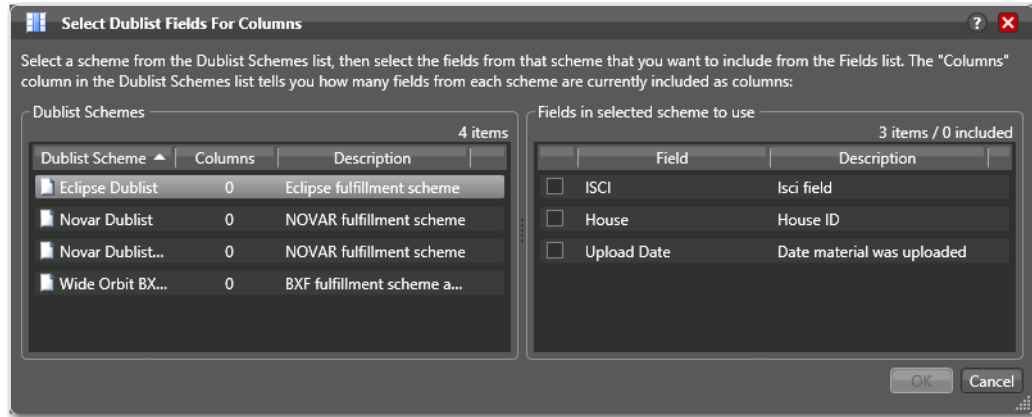 Select Dublist Fields For Columns
?
Select a scheme from the Dublist Schemes list, then select the fields from that scheme that you want to include from the Fields list. The "Columns"
column in the Dublist Schemes list tells you how many fields from each scheme are currently included as columns:
Dublist Schemes
4 items
Dublist Scheme Columns Description
Eclipse Dublist 0 Eclipse fulfillment scheme
Novar Dublist 0 NOVAR fulfillment scheme
Novar Dublist... 0 NOVAR fulfillment scheme
Wide Orbit BX... 0 BXF fulfillment scheme a...
Fields in selected scheme to use
3 items / 0 included
Field Description
ISCI Isci field
House House ID
Upload Date Date material was uploaded
OK Cancel